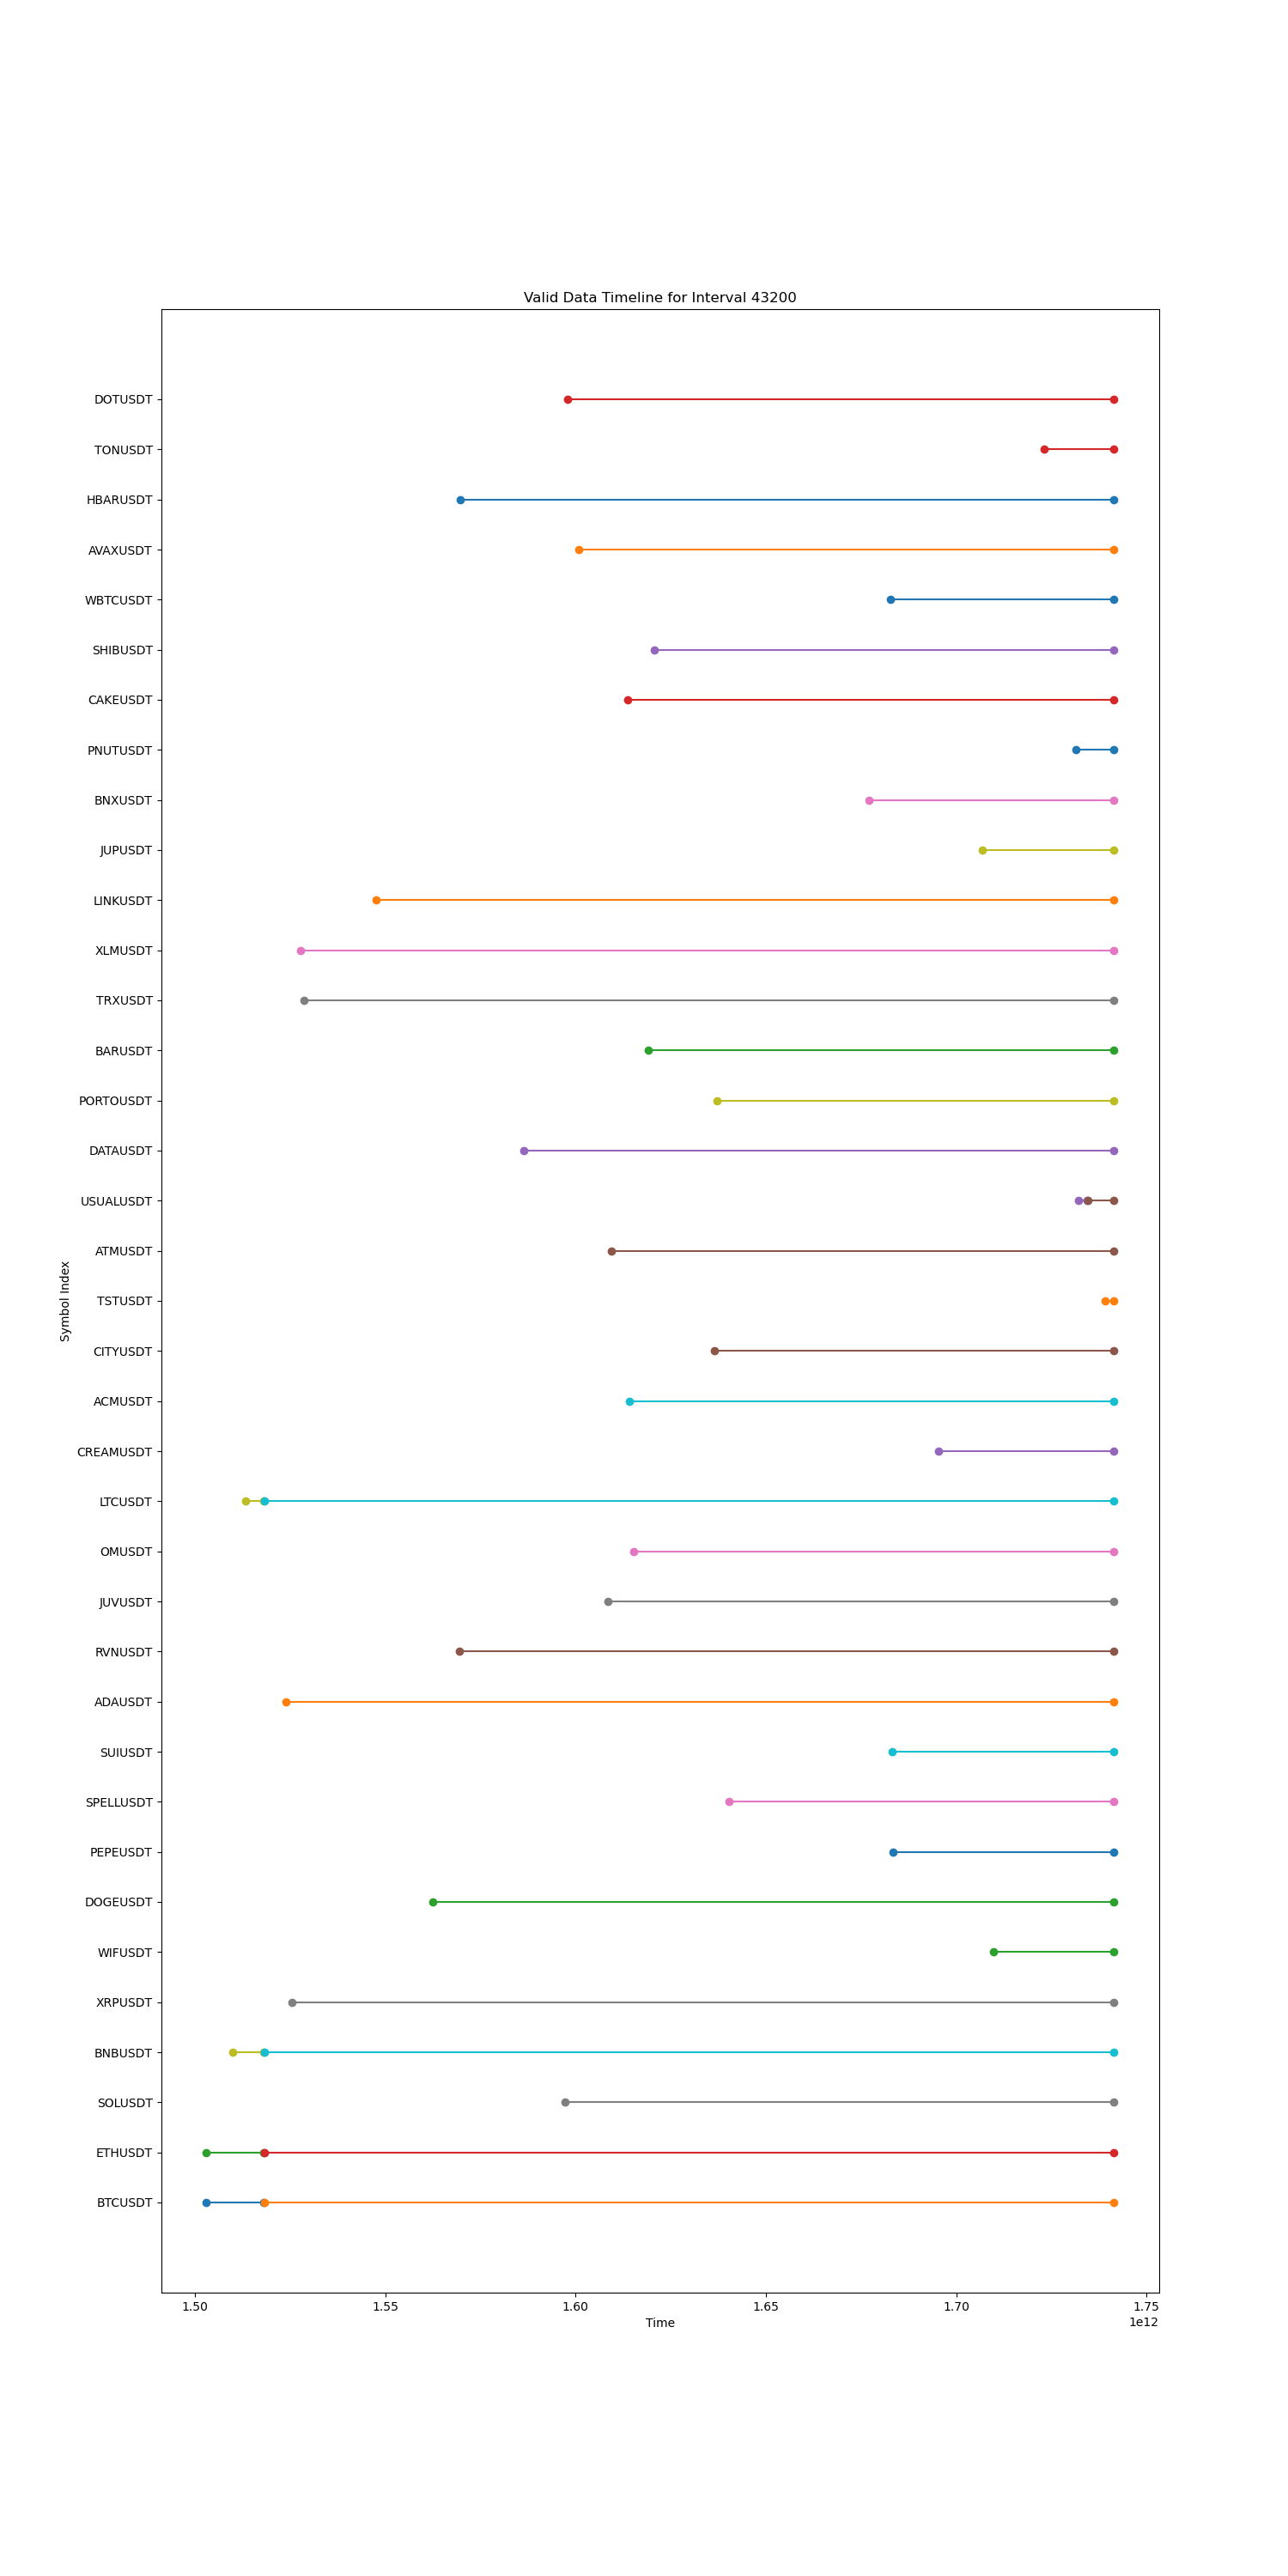 Valid Data Timeline for Interval 43200
DOTUSDT
TONUSDT
HBARUSDT
AVAXUSDT
WBTCUSDT
SHIBUSDT
CAKEUSDT
PNUTUSDT
BNXUSDT
JUPUSDT
LINKUSDT
XLMUSDT
TRXUSDT
BARUSDT
PORTOUSDT
DATAUSDT
USUALUSDT
ATMUSDT
TSTUSDT
CITYUSDT
ACMUSDT
CREAMUSDT
LTCUSDT
OMUSDT
JUVUSDT
RVNUSDT
ADAUSDT
SUIUSDT
SPELLUSDT
PEPEUSDT
DOGEUSDT
WIFUSDT
XRPUSDT
BNBUSDT
SOLUSDT
ETHUSDT
BTCUSDT
Symbol Index
1.50 1.55 1.60 1.65 1.70 1.75
Time
1e12